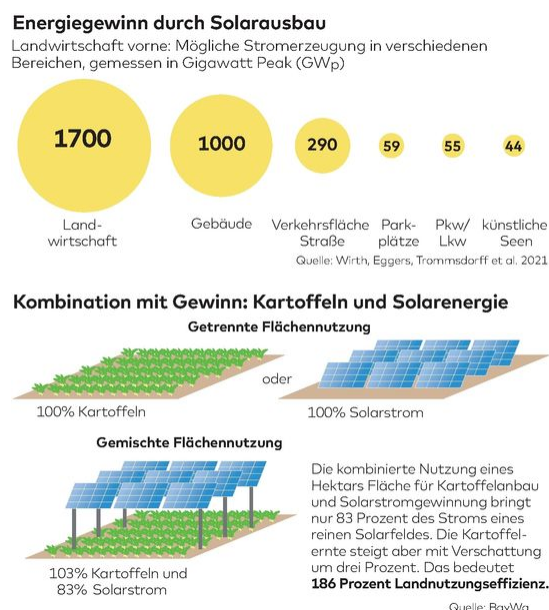 Energiegewinn durch Solarausbau
Landwirtschaft vorne: Mögliche Stromerzeugung in verschiedenen
Bereichen, gemessen in Gigawatt Peak (GWp)
1700
1000
290
59
55
44
Land-
wirtschaft
Gebäude
Verkehrsfläche
Straße
Park-
plätze
Pkw/
Lkw
künstliche
Seen
Quelle: Wirth, Eggers, Trommsdorff et al. 2021
Kombination mit Gewinn: Kartoffeln und Solarenergie
Getrennte Flächennutzung
oder
100% Kartoffeln
100% Solarstrom
Gemischte Flächennutzung
103% Kartoffeln und
83% Solarstrom
Die kombinierte Nutzung eines
Hektars Fläche für Kartoffelanbau
und Solarstromgewinnung bringt
nur 83 Prozent des Stroms eines
reinen Solarfeldes. Die Kartoffel-
ernte steigt aber mit Verschattung
um drei Prozent. Das bedeutet
186 Prozent Landnutzungseffizienz.
Quelle: BayWa